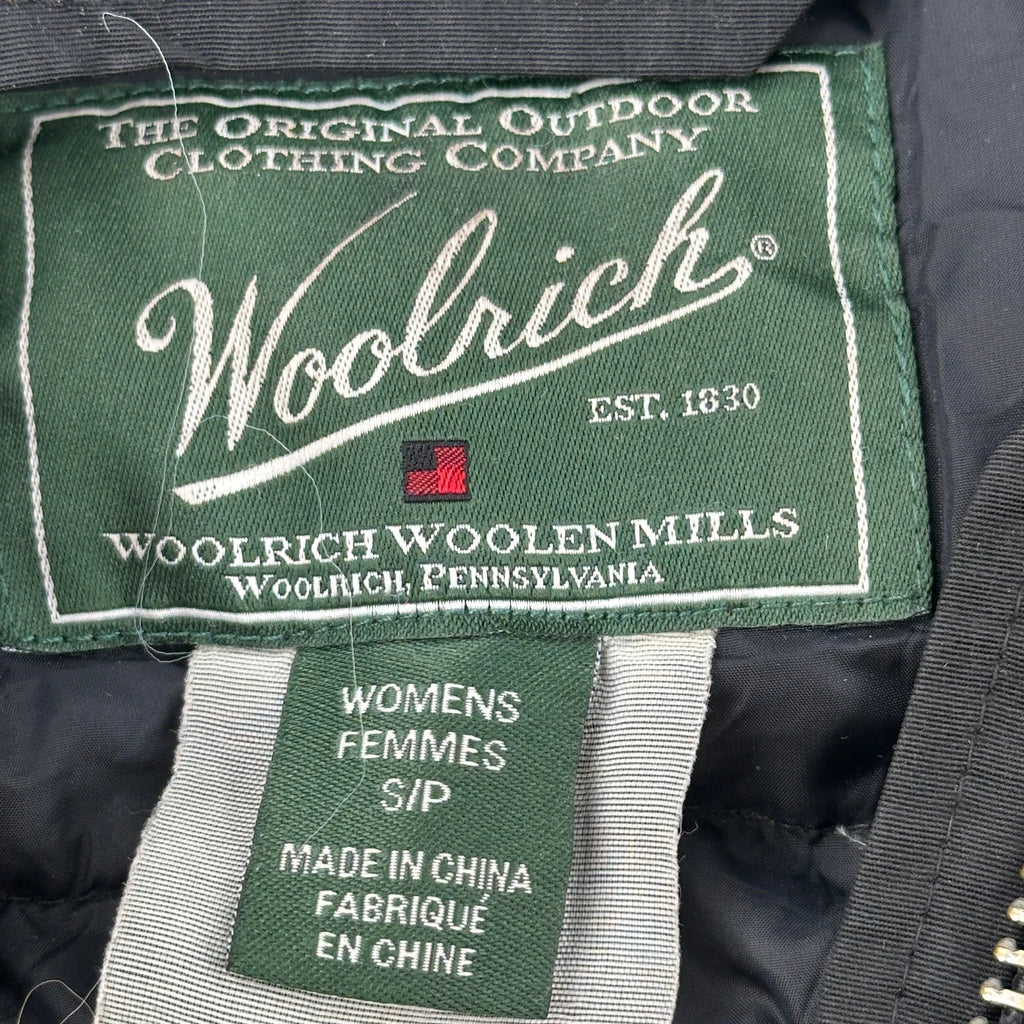 THE ORIGINAL OUTDOOR
CLOTHING COMPANY
Woolrich®
EST. 1830
WOOLRICH WOOLEN MILLS
WOOLRICH, PENNSYLVANIA
WOMENS
FEMMES
S/P
MADE IN CHINA
FABRIQUÉ
EN CHINE